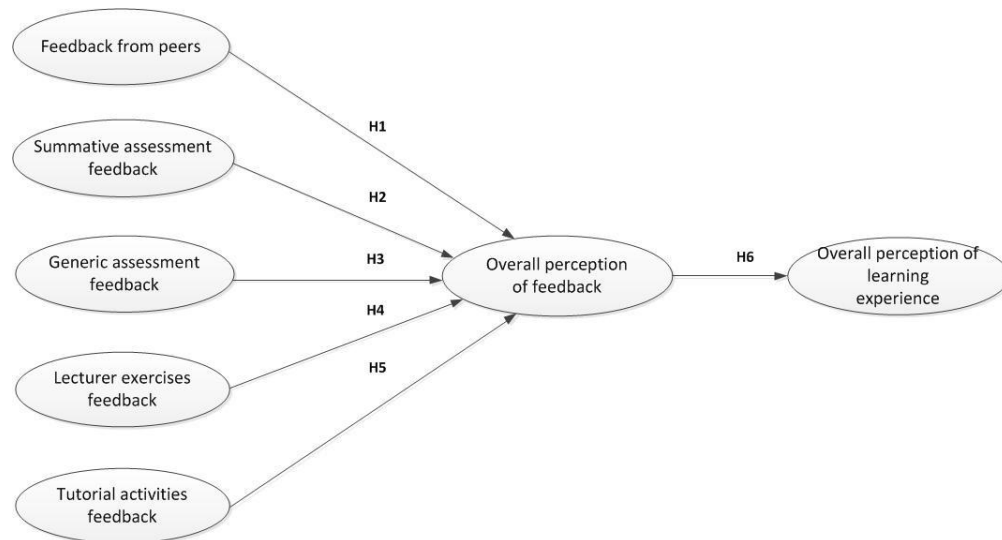 Feedback from peers
H1
Summative assessment
feedback
H2
Generic assessment
feedback
H3
Overall perception
of feedback
H6
Overall perception of
learning
experience
H4
Lecturer exercises
feedback
H5
Tutorial activities
feedback